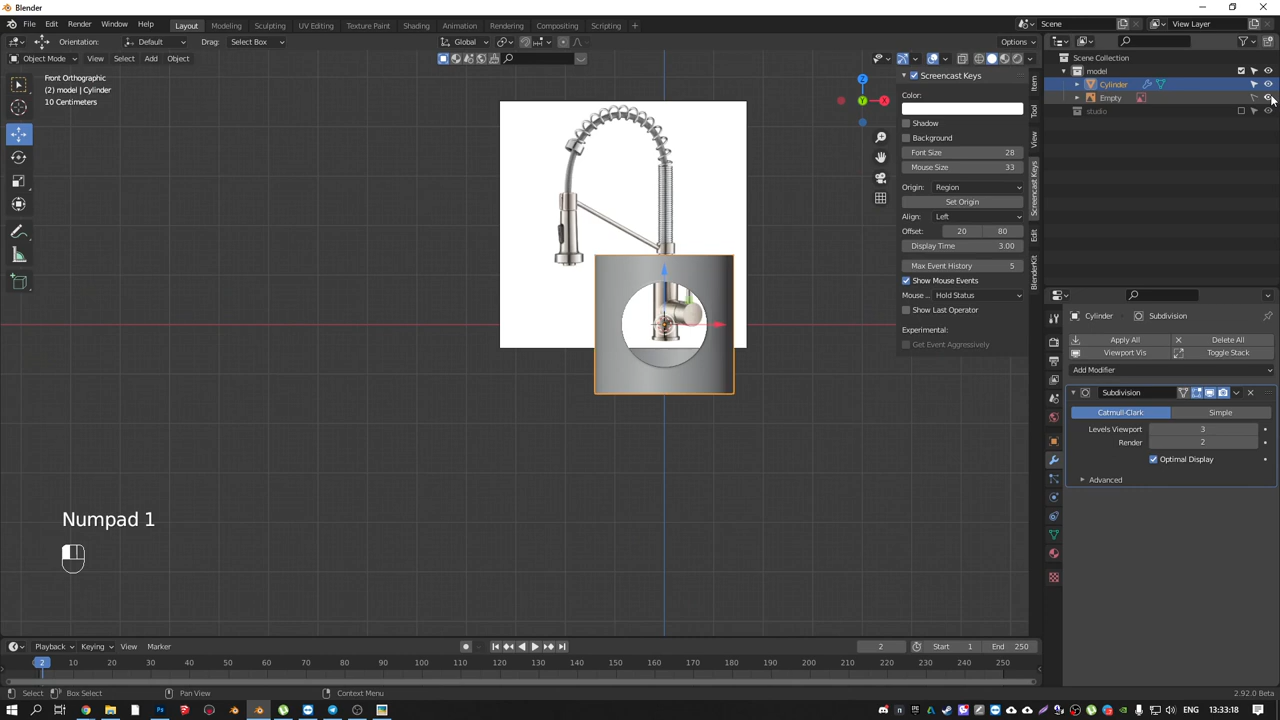 Blender
File Edit Render Window Help Layout Modeling Sculpting UV Editing Texture Paint Shading Animation Rendering Compositing Scripting + Scene View Layer
Orientation: Default Drag: Select Box Global Options
Object Mode View Select Add Object
Front Orthographic
(2) model | Cylinder
10 Centimeters
Z
X
Y
Screencast Keys
Color:
Shadow
Background
Font Size 28
Mouse Size 33
Origin: Region
Set Origin
Align: Left
Offset: 20 80
Display Time 3.00
Max Event History 5
Show Mouse Events
Mouse ... Hold Status
Show Last Operator
Experimental:
Get Event Aggressively
Item
Tool
View
Screencast Keys
Edit
BlenderKit
Scene Collection
model
Cylinder
Empty
studio
Cylinder Subdivision
Apply All Delete All
Viewport Vis Toggle Stack
Add Modifier
Subdivision
Catmull-Clark Simple
Levels Viewport 3
Render 2
Optimal Display
Advanced
Numpad 1
Playback Keying View Marker 2 Start 1 End 250
2 10 20 30 40 50 60 70 80 90 100 110 120 130 140 150 160 170 180 190 200 210 220 230 240 250
Select Box Select Pan View Context Menu 2.92.0 Beta
ENG 13:33:18